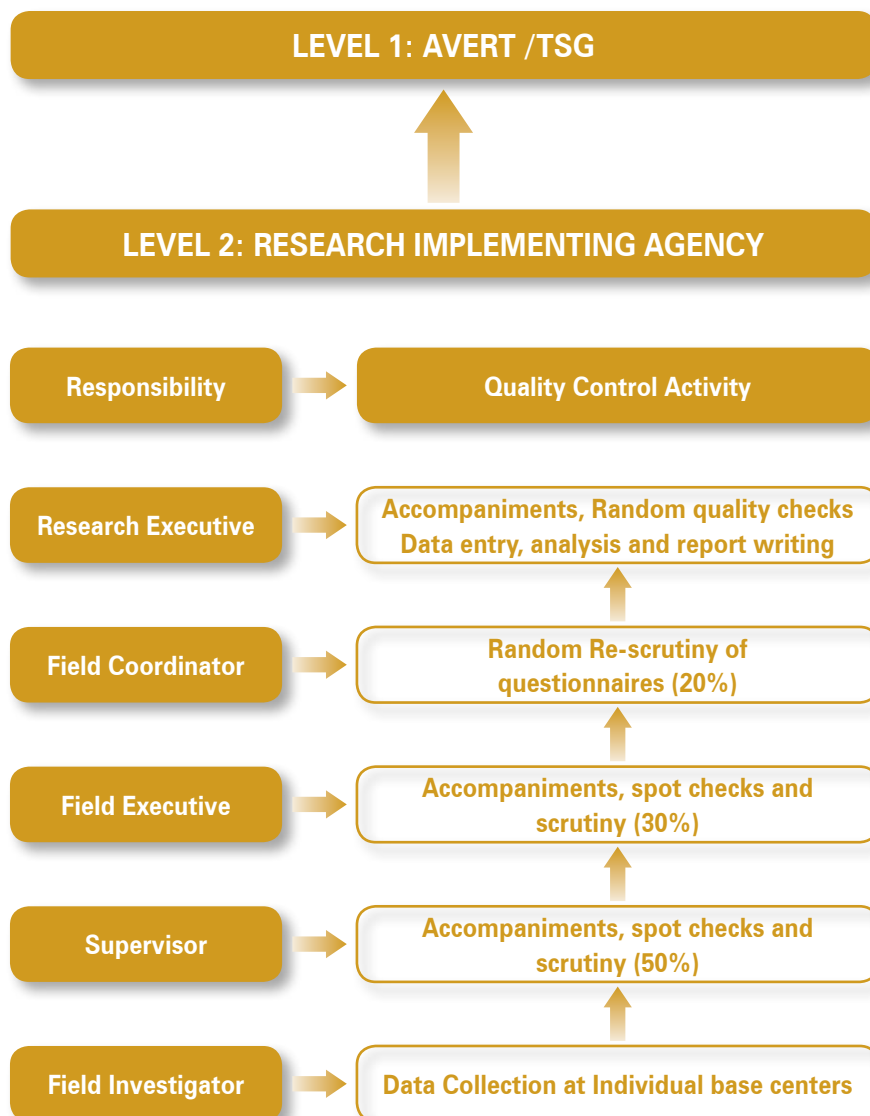 LEVEL 1: AVERT /TSG
LEVEL 2: RESEARCH IMPLEMENTING AGENCY
Responsibility
Quality Control Activity
Research Executive
Accompaniments, Random quality checks
Data entry, analysis and report writing
Field Coordinator
Random Re-scrutiny of
questionnaires (20%)
Field Executive
Accompaniments, spot checks and
scrutiny (30%)
Supervisor
Accompaniments, spot checks and
scrutiny (50%)
Field Investigator
Data Collection at Individual base centers